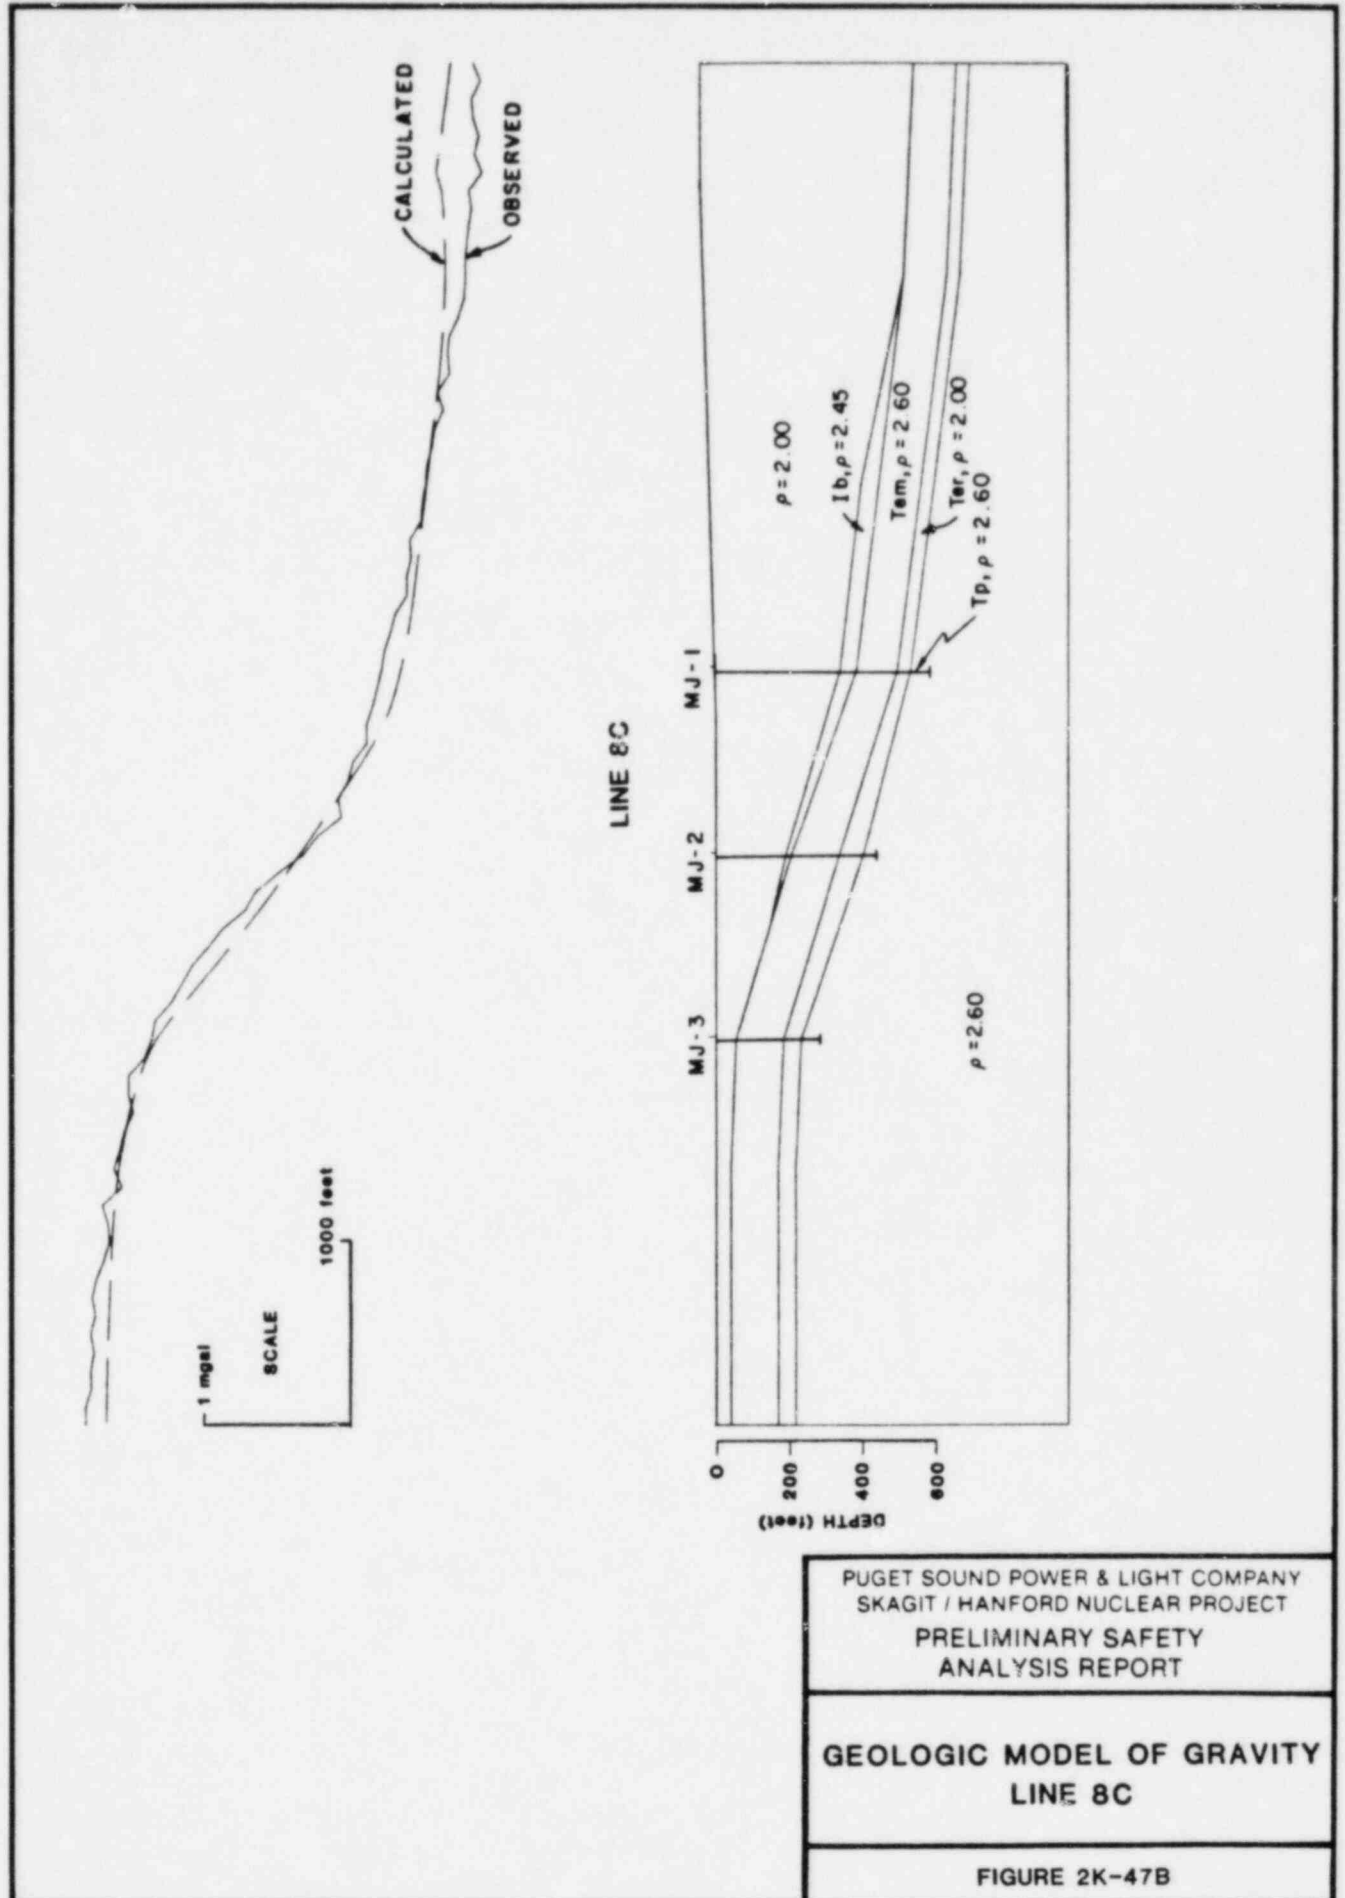 CALCULATED
OBSERVED
1 mgal
SCALE
1000 feet
LINE 8C
MJ-3
MJ-2
MJ-1
ρ=2.00
Ib, ρ=2.45
Tem, ρ=2.60
Ter, ρ=2.00
Tp, ρ=2.60
ρ=2.60
DEPTH (feet)
0
200
400
600
PUGET SOUND POWER & LIGHT COMPANY
SKAGIT / HANFORD NUCLEAR PROJECT
PRELIMINARY SAFETY
ANALYSIS REPORT
GEOLOGIC MODEL OF GRAVITY
LINE 8C
FIGURE 2K-47B